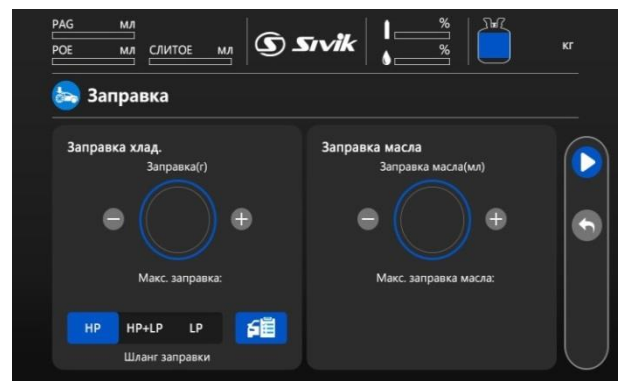 PAG мл
POE мл СЛИТОЕ мл
Sivik
%
%
кг
Заправка
Заправка хлад.
Заправка(г)
Макс. заправка:
HP HP+LP LP
Шланг заправки
Заправка масла
Заправка масла(мл)
Макс. заправка масла: